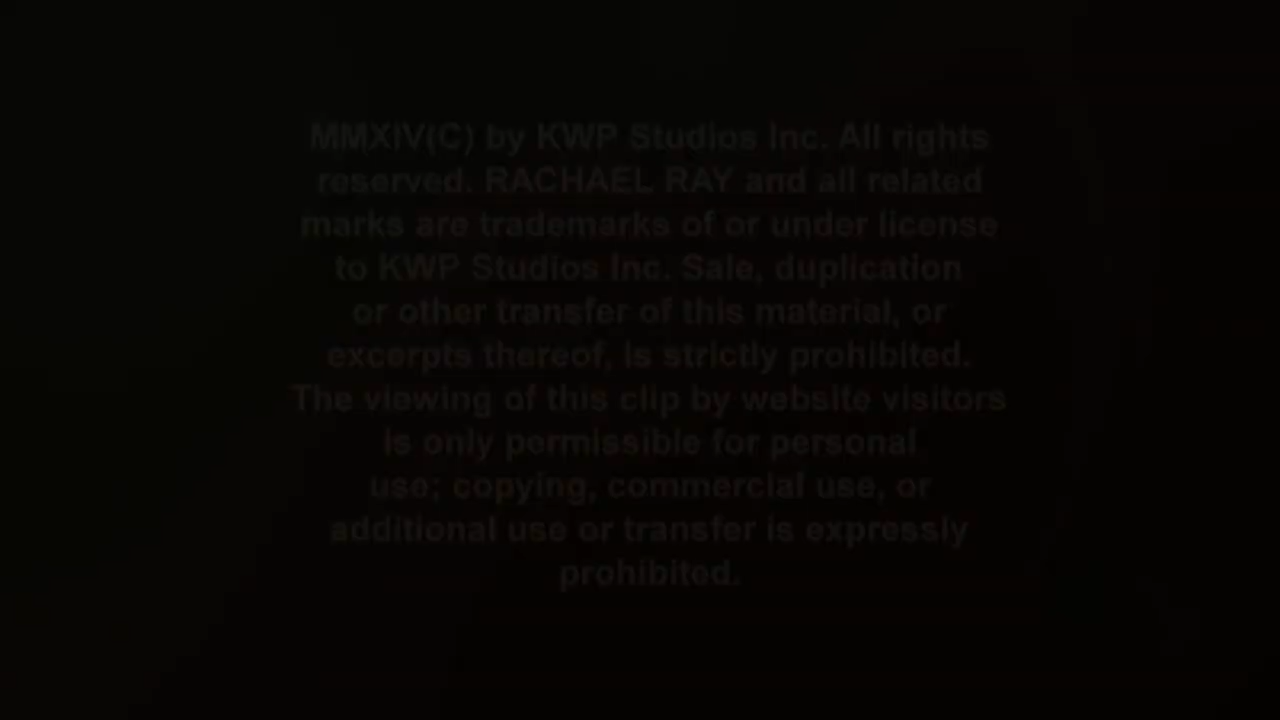 MMXIV(C) by KWP Studios Inc. All rights
reserved. RACHAEL RAY and all related
marks are trademarks of or under license
to KWP Studios Inc. Sale, duplication
or other transfer of this material, or
excerpts thereof, is strictly prohibited.
The viewing of this clip by website visitors
is only permissible for personal
use; copying, commercial use, or
additional use or transfer is expressly
prohibited.